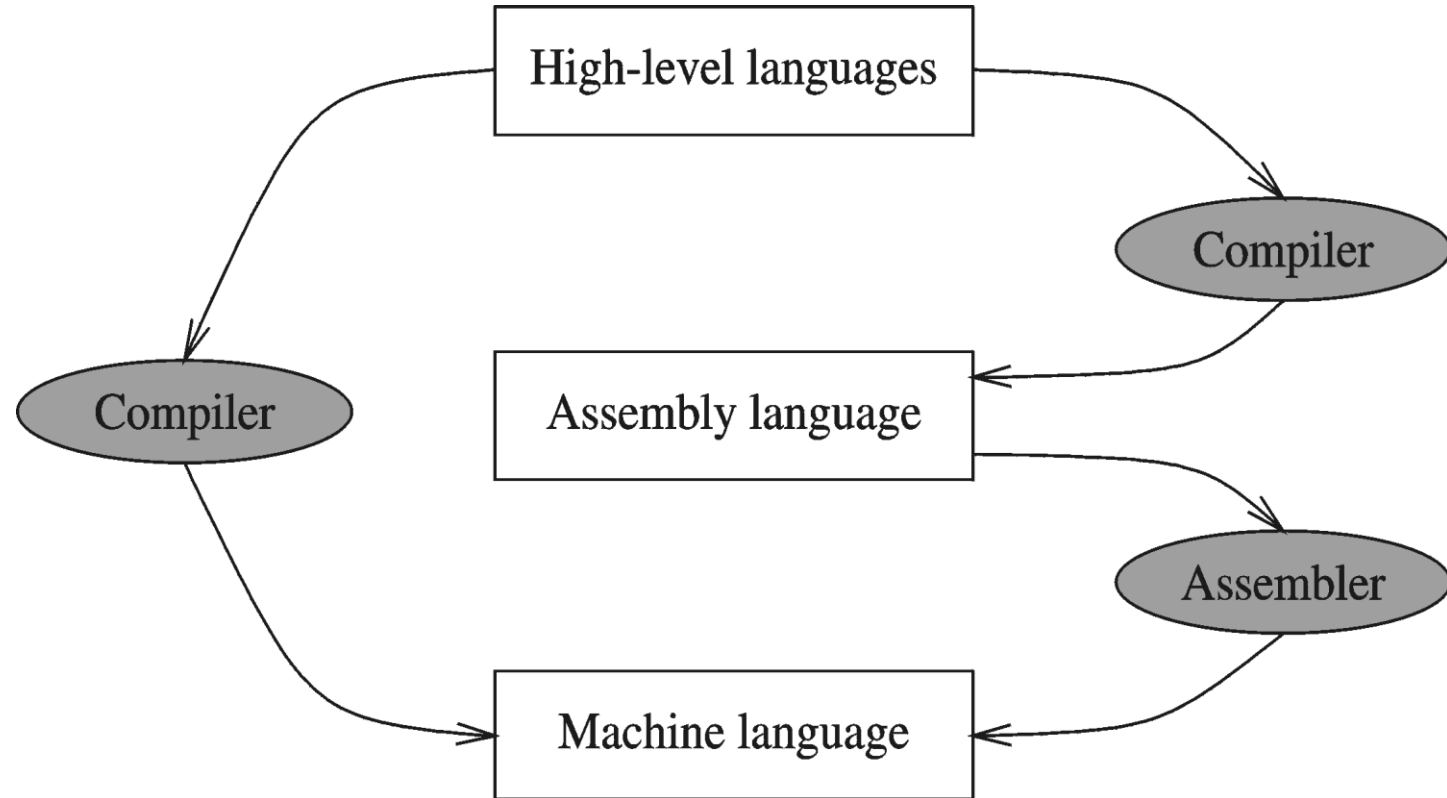 High-level languages
Compiler
Compiler
Assembly language
Assembler
Machine language